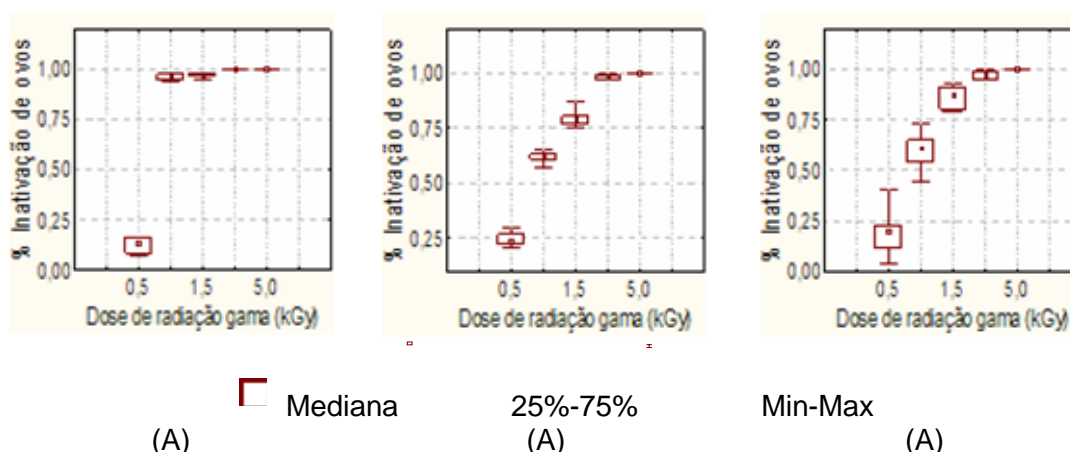 % Inativação de ovos
1,00
0,75
0,50
0,25
0,00
0,5
1,5
5,0
Dose de radiação gama (kGy)
% Inativação de ovos
1,00
0,75
0,50
0,25
0,5
1,5
5,0
Dose de radiação gama (kGy)
% Inativação de ovos
1,00
0,75
0,50
0,25
0,00
0,5
1,5
5,0
Dose de radiação gama (kGy)
Mediana 25%-75% Min-Max
(A) (A) (A)